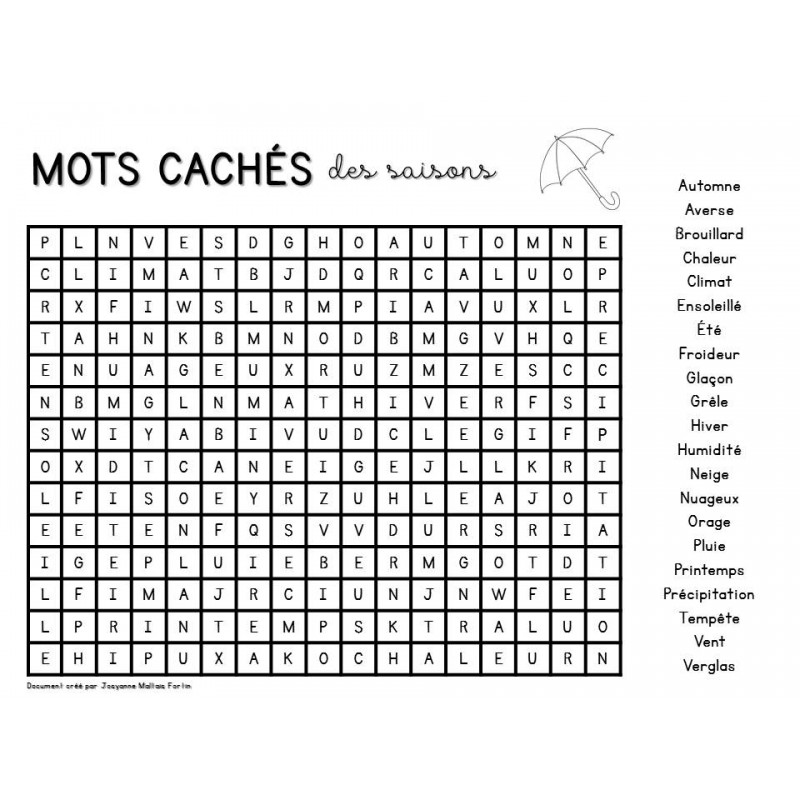 MOTS CACHÉS des saisons
P L N V E S D G H O A U T O M N E
C L I M A T B J D Q R C A L U O P
R X F I W S L R M P I A V U X L R
T A H N K B M N O D B M G V H Q E
E N U A G E U X R U Z M Z E S C C
N B M G L N M A T H I V E R F S I
S W I Y A B I V U D C L E G I F P
O X D T C A N E I G E J L L K R I
L F I S O E Y R Z U H L E A J O T
E E T E N F Q S V V D U R S R I A
I G E P L U I E B E R M G O T D T
L F I M A J R C I U N J N W F E I
L P R I N T E M P S K T R A L U O
E H I P U X A K O C H A L E U R N
Document créé par Josyanne Maltais Fortin
Automne
Averse
Brouillard
Chaleur
Climat
Ensoleillé
Été
Froideur
Glaçon
Grêle
Hiver
Humidité
Neige
Nuageux
Orage
Pluie
Printemps
Précipitation
Tempête
Vent
Verglas